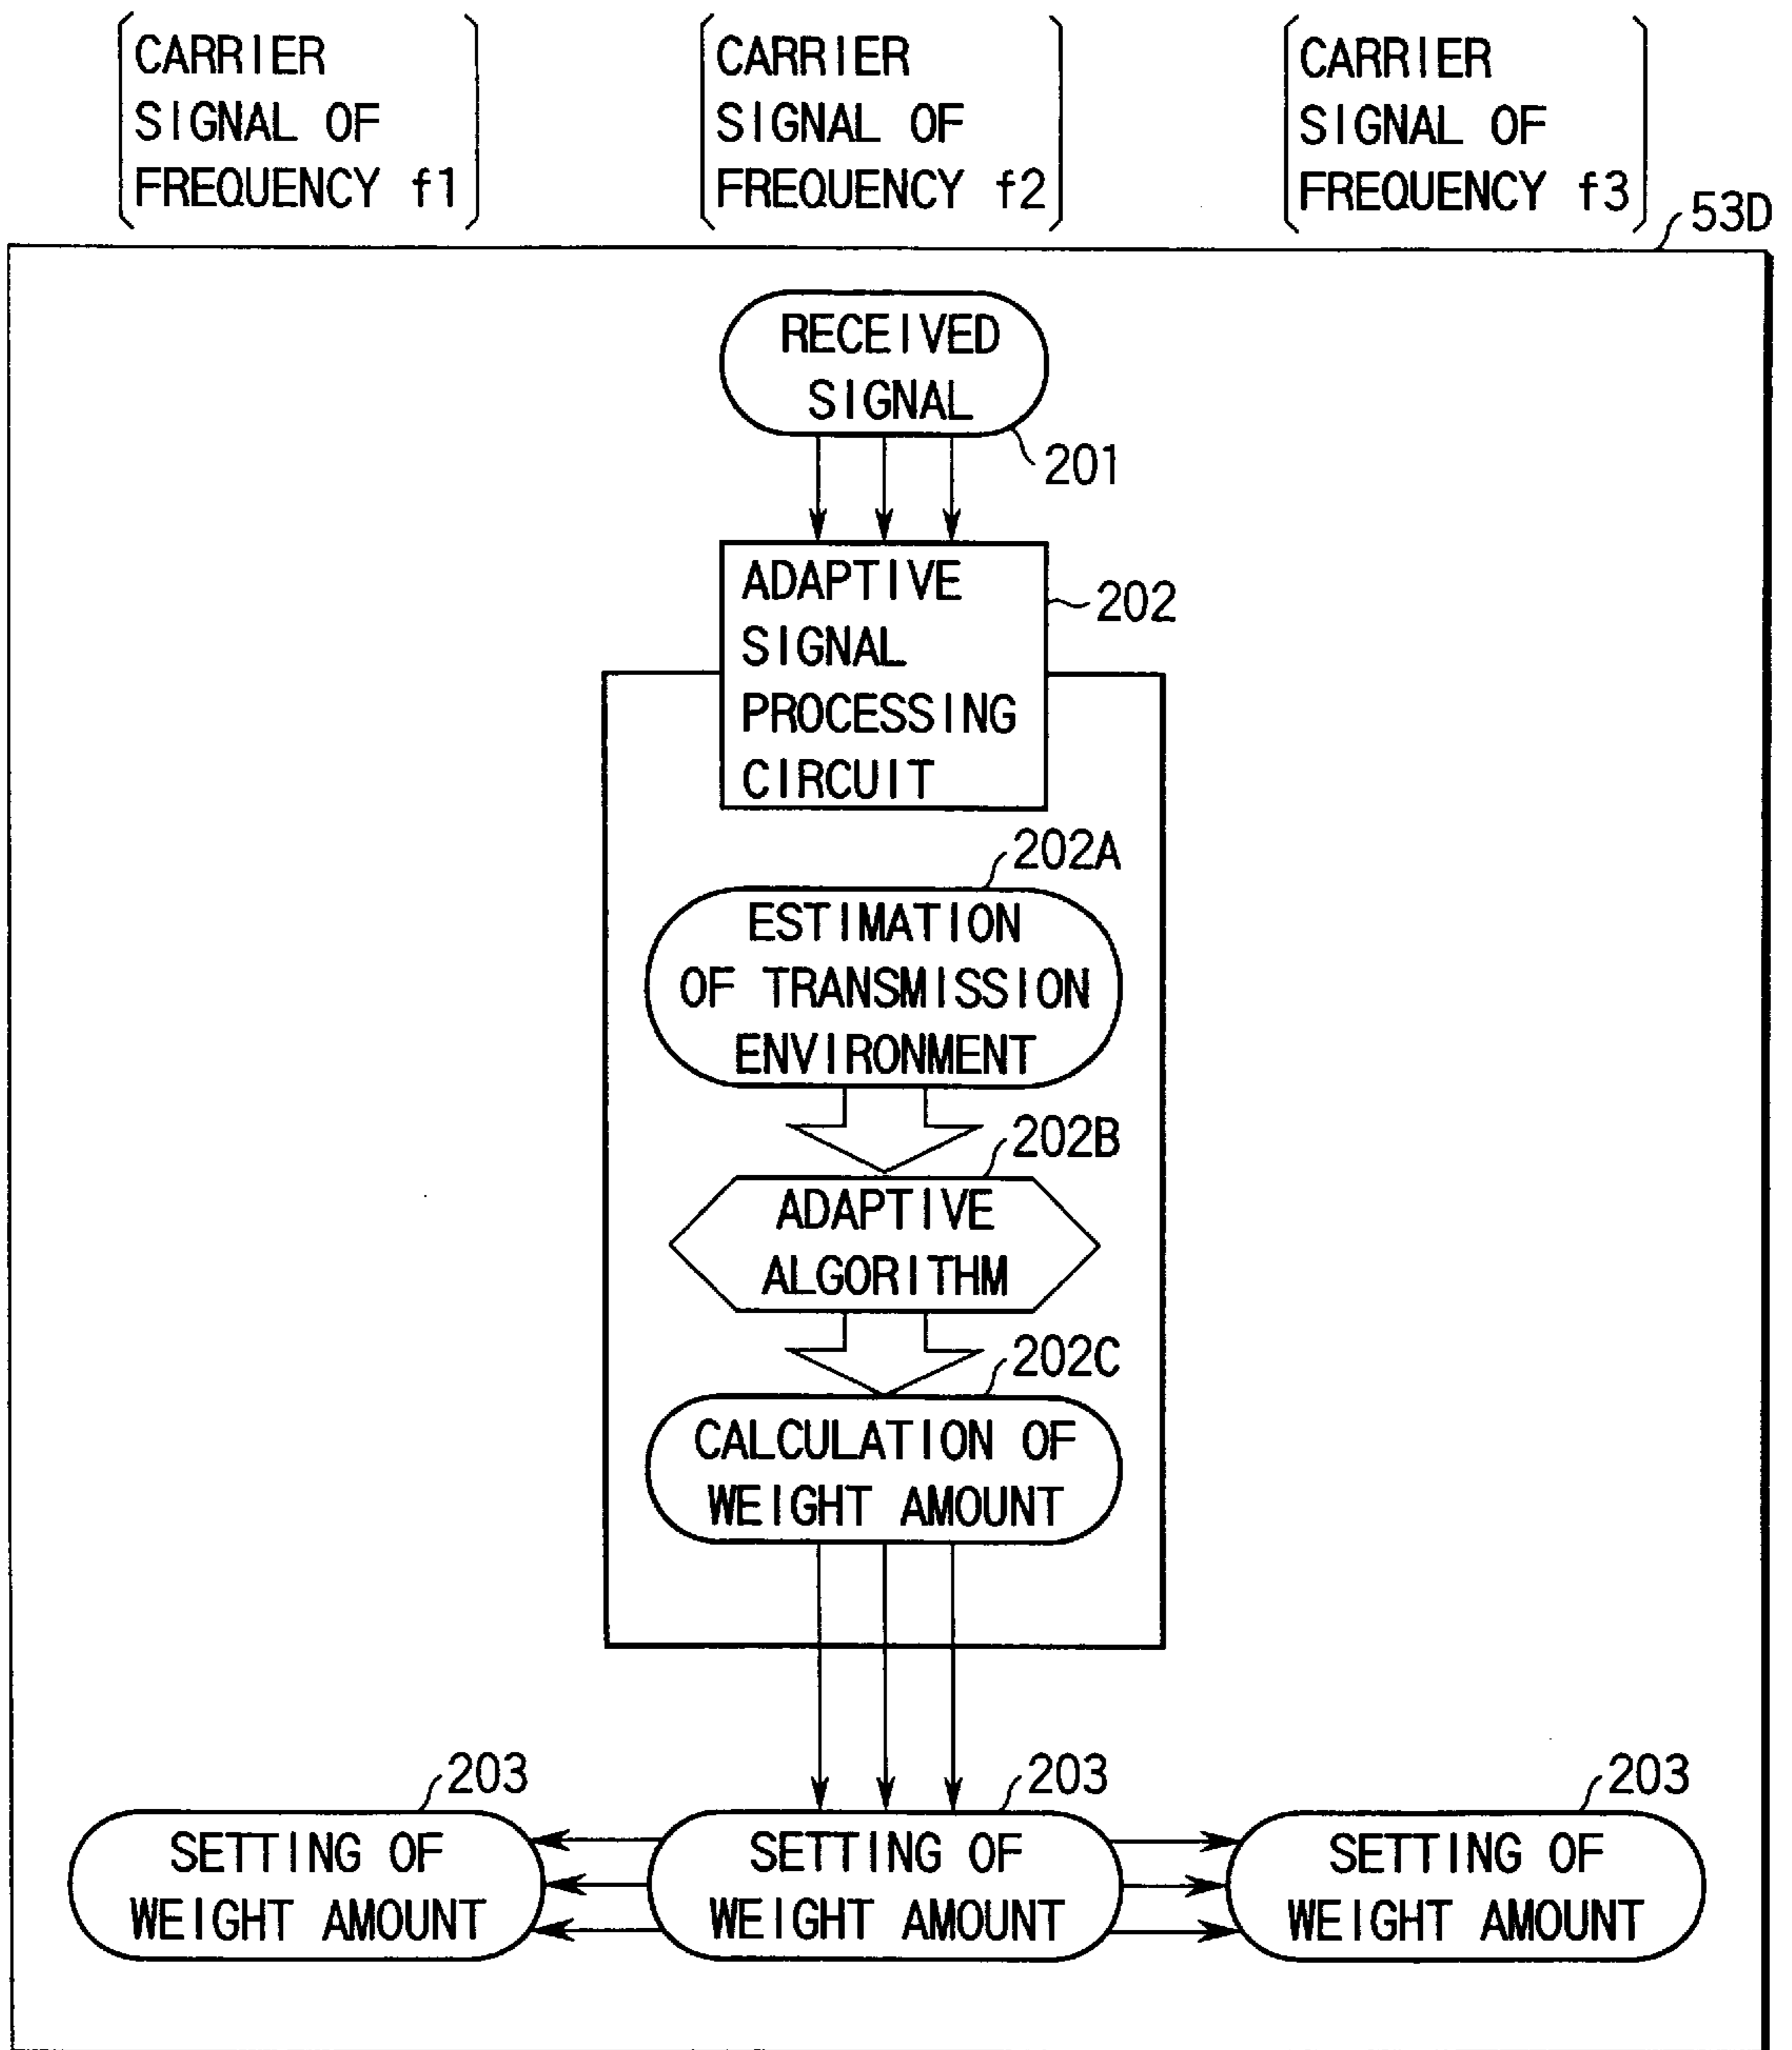 CARRIER
SIGNAL OF
FREQUENCY f1
CARRIER
SIGNAL OF
FREQUENCY f2
CARRIER
SIGNAL OF
FREQUENCY f3
53D
RECEIVED
SIGNAL
201
ADAPTIVE
SIGNAL
PROCESSING
CIRCUIT
202
202A
ESTIMATION
OF TRANSMISSION
ENVIRONMENT
202B
ADAPTIVE
ALGORITHM
202C
CALCULATION OF
WEIGHT AMOUNT
203
SETTING OF
WEIGHT AMOUNT
203
SETTING OF
WEIGHT AMOUNT
203
SETTING OF
WEIGHT AMOUNT